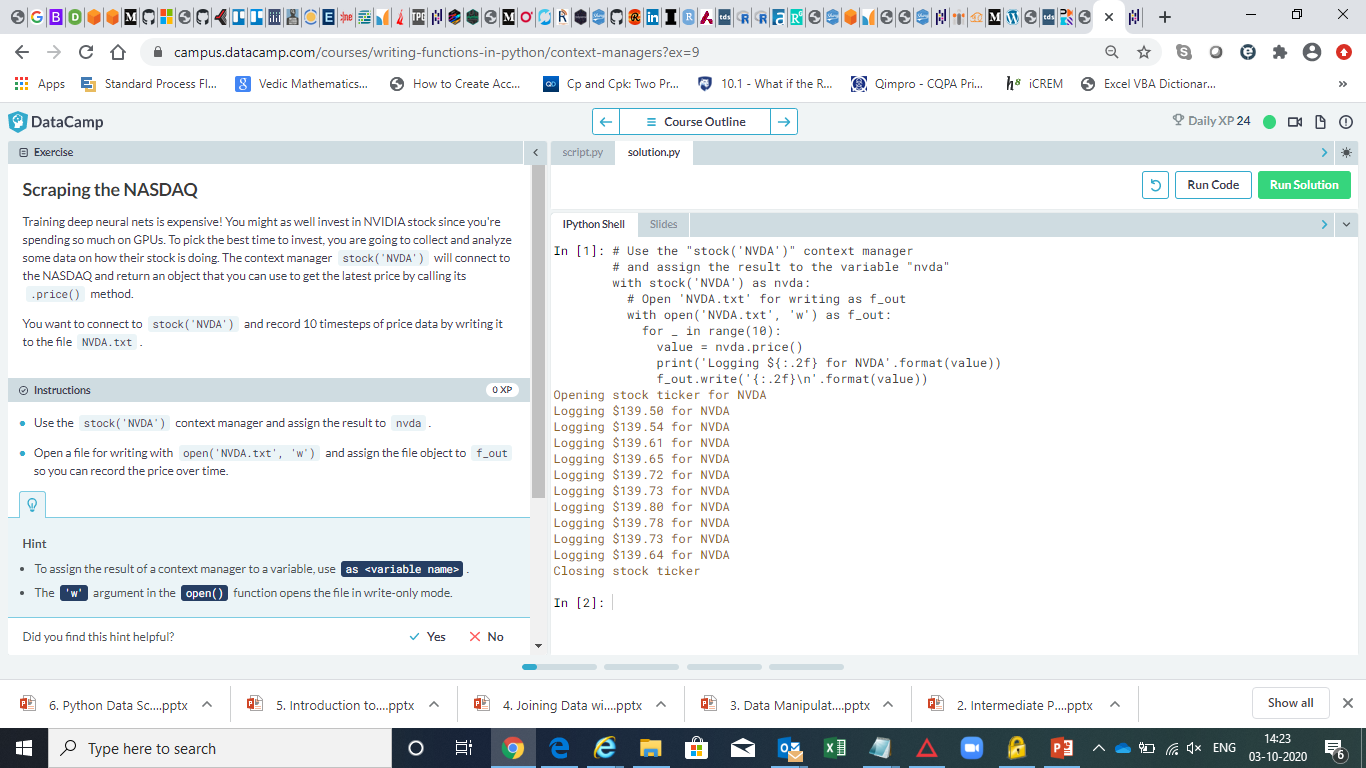 campus.datacamp.com/courses/writing-functions-in-python/context-managers?ex=9
Apps
Standard Process Fl...
Vedic Mathematics...
How to Create Acc...
Cp and Cpk: Two Pr...
10.1 - What if the R...
Qimpro - CQPA Pri...
iCREM
Excel VBA Dictionar...
»
DataCamp
Course Outline
Daily XP 24
Exercise
script.py
solution.py
Scraping the NASDAQ
Training deep neural nets is expensive! You might as well invest in NVIDIA stock since you're
spending so much on GPUs. To pick the best time to invest, you are going to collect and analyze
some data on how their stock is doing. The context manager stock('NVDA') will connect to
the NASDAQ and return an object that you can use to get the latest price by calling its
.price() method.
You want to connect to stock('NVDA') and record 10 timesteps of price data by writing it
to the file NVDA.txt .
Instructions
0 XP
Use the stock('NVDA') context manager and assign the result to nvda .
Open a file for writing with open('NVDA.txt', 'w') and assign the file object to f_out
so you can record the price over time.
Hint
To assign the result of a context manager to a variable, use as <variable name> .
The 'w' argument in the open() function opens the file in write-only mode.
Did you find this hint helpful?
Yes
No
Run Code
Run Solution
IPython Shell
Slides
In [1]: # Use the "stock('NVDA')" context manager
# and assign the result to the variable "nvda"
with stock('NVDA') as nvda:
# Open 'NVDA.txt' for writing as f_out
with open('NVDA.txt', 'w') as f_out:
for _ in range(10):
value = nvda.price()
print('Logging ${:.2f} for NVDA'.format(value))
f_out.write('{:.2f}\n'.format(value))
Opening stock ticker for NVDA
Logging $139.50 for NVDA
Logging $139.54 for NVDA
Logging $139.61 for NVDA
Logging $139.65 for NVDA
Logging $139.72 for NVDA
Logging $139.73 for NVDA
Logging $139.80 for NVDA
Logging $139.78 for NVDA
Logging $139.73 for NVDA
Logging $139.64 for NVDA
Closing stock ticker
In [2]:
6. Python Data Sc....pptx
5. Introduction to....pptx
4. Joining Data wi....pptx
3. Data Manipulat....pptx
2. Intermediate P....pptx
Show all
Type here to search
ENG
14:23
03-10-2020
6